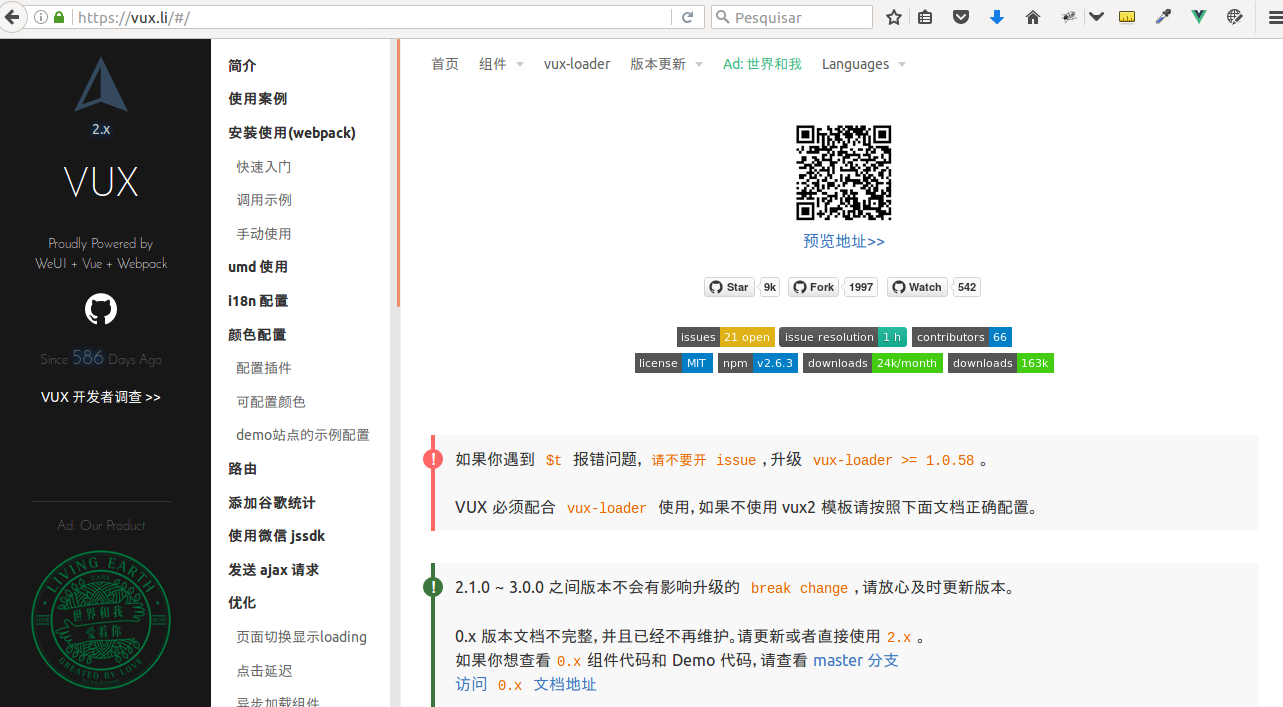 https://vux.li/#/
Pesquisar
2.x
VUX
Proudly Powered by
WeUI + Vue + Webpack
Since 586 Days Ago
VUX 开发者调查 >>
Ad: Our Product
LIVING EARTH
CARE
世界和我
爱着你
CREATED BY LOVE
简介
使用案例
安装使用(webpack)
快速入门
调用示例
手动使用
umd 使用
i18n 配置
颜色配置
配置插件
可配置颜色
demo站点的示例配置
路由
添加谷歌统计
使用微信 jssdk
发送 ajax 请求
优化
页面切换显示loading
点击延迟
异步加载组件
首页 组件 vux-loader 版本更新 Ad: 世界和我 Languages
预览地址>>
Star 9k Fork 1997 Watch 542
issues 21 open issue resolution 1 h contributors 66
license MIT npm v2.6.3 downloads 24k/month downloads 163k
如果你遇到 $t 报错问题, 请不要开 issue , 升级 vux-loader >= 1.0.58 。
VUX 必须配合 vux-loader 使用, 如果不使用 vux2 模板请按照下面文档正确配置。
2.1.0 ~ 3.0.0 之间版本不会有影响升级的 break change , 请放心及时更新版本。
0.x 版本文档不完整, 并且已经不再维护。请更新或者直接使用 2.x 。
如果你想查看 0.x 组件代码和 Demo 代码, 请查看 master 分支
访问 0.x 文档地址